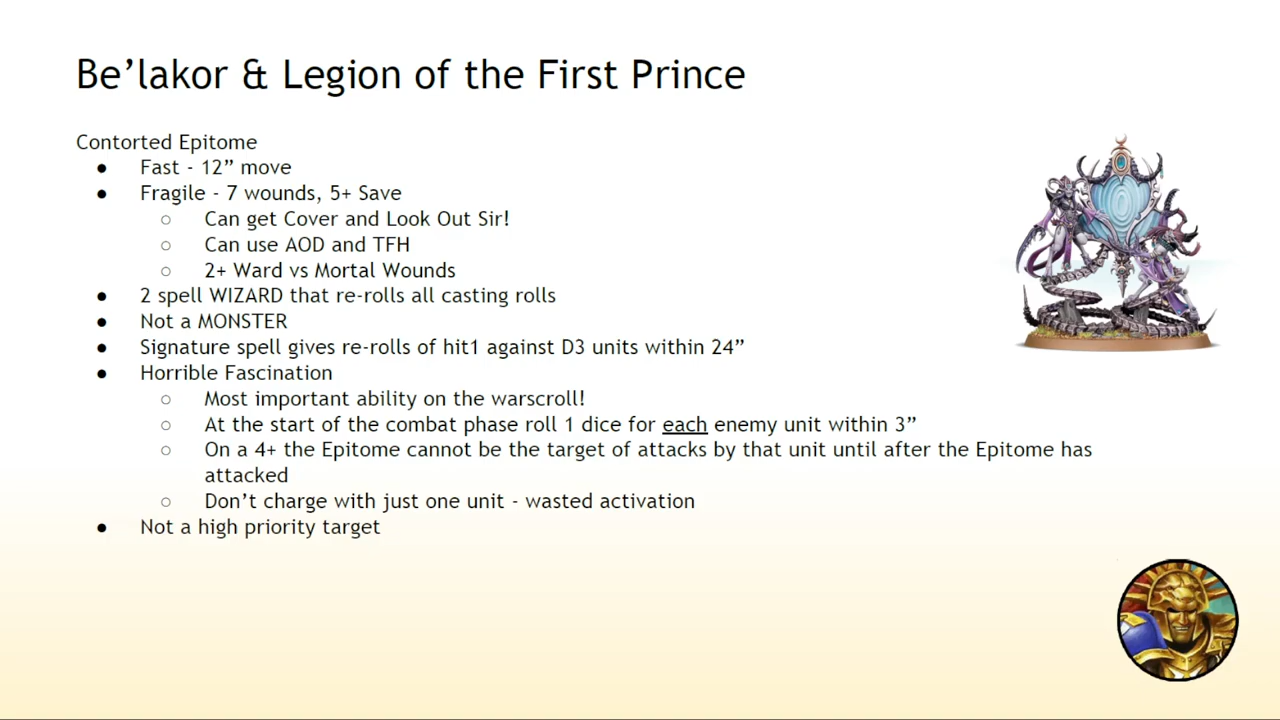 Be’lakor & Legion of the First Prince
Contorted Epitome
● Fast - 12” move
● Fragile - 7 wounds, 5+ Save
○ Can get Cover and Look Out Sir!
○ Can use AOD and TFH
○ 2+ Ward vs Mortal Wounds
● 2 spell WIZARD that re-rolls all casting rolls
● Not a MONSTER
● Signature spell gives re-rolls of hit1 against D3 units within 24”
● Horrible Fascination
○ Most important ability on the warscroll!
○ At the start of the combat phase roll 1 dice for each enemy unit within 3”
○ On a 4+ the Epitome cannot be the target of attacks by that unit until after the Epitome has
attacked
○ Don’t charge with just one unit - wasted activation
● Not a high priority target